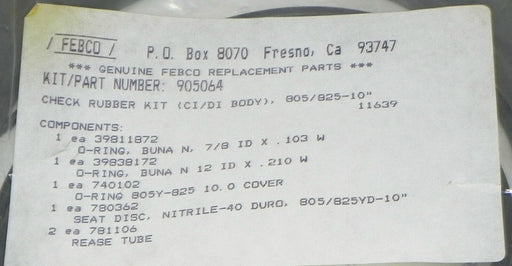 / FEBCO / P.O. Box 8070 Fresno, Ca 93747
*** GENUINE FEBCO REPLACEMENT PARTS ***
KIT/PART NUMBER: 905064
CHECK RUBBER KIT (CI/DI BODY), 805/825-10"
11639
COMPONENTS:
1 ea 39811872
O-RING, BUNA N, 7/8 ID X .103 W
1 ea 39838172
O-RING, BUNA N 12 ID X .210 W
1 ea 740102
O-RING 805Y-825 10.0 COVER
1 ea 780362
SEAT DISC, NITRILE-40 DURO, 805/825YD-10"
2 ea 781106
REASE TUBE